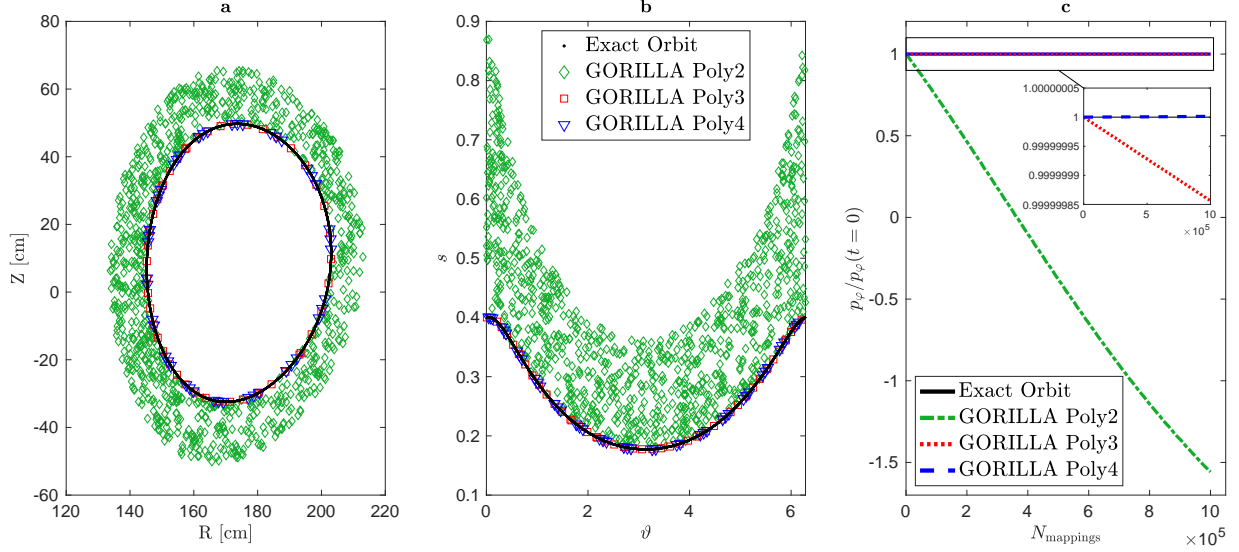 a
80
60
40
20
0
-20
-40
-60
120
140
160
180
200
220
R [cm]
Z [cm]
b
0.9
0.8
0.7
0.6
0.5
0.4
0.3
0.2
0.1
0
2
4
6
ϑ
s
Exact Orbit
GORILLA Poly2
GORILLA Poly3
GORILLA Poly4
c
1
0.5
0
-0.5
-1
-1.5
0
2
4
6
8
10
×10⁵
N_mappings
p_φ/p_φ(t = 0)
1.00000005
1
0.99999995
0.9999999
0.99999985
0
5
10
×10⁵
Exact Orbit
GORILLA Poly2
GORILLA Poly3
GORILLA Poly4